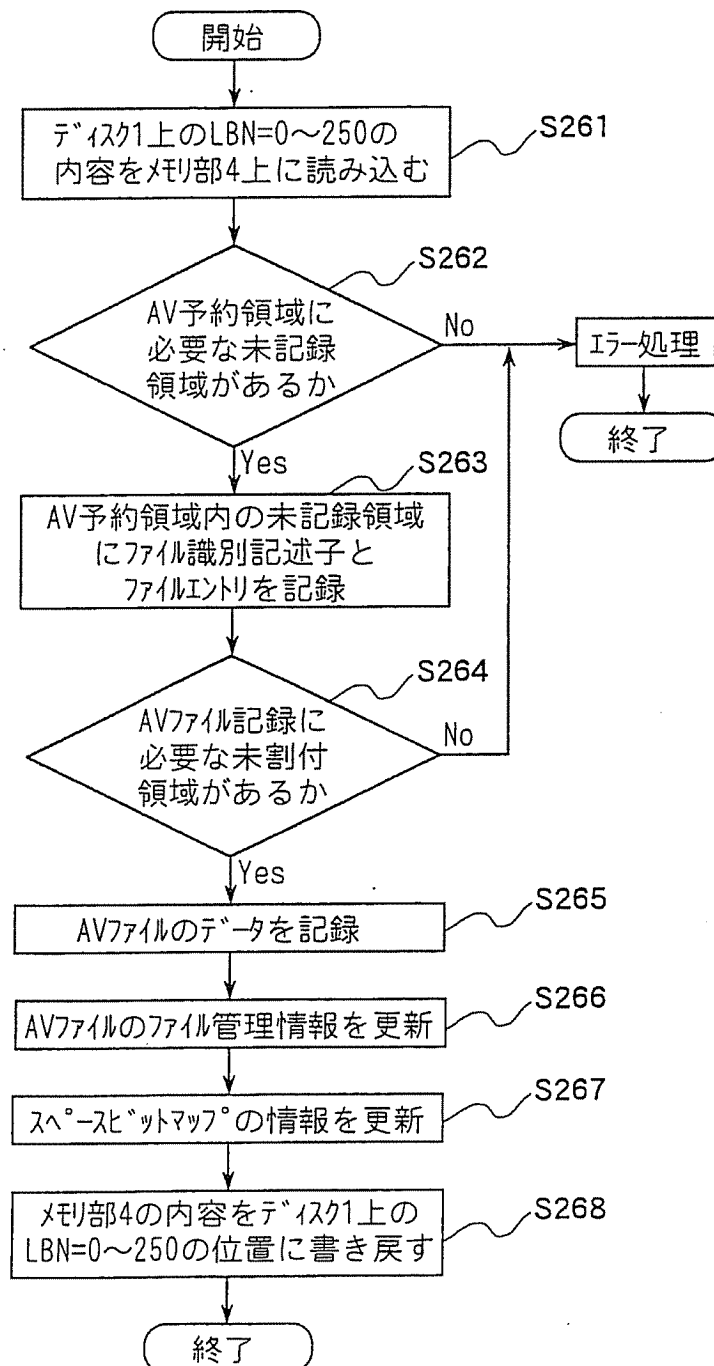 開始
ディスク1上のLBN=0～250の
内容をメモリ部4上に読み込む
S261
S262
AV予約領域に
必要な未記録
領域があるか
No
エラー処理
終了
Yes
S263
AV予約領域内の未記録領域
にファイル識別記述子と
ファイルエントリを記録
S264
AVファイル記録に
必要な未割付
領域があるか
No
Yes
S265
AVファイルのデータを記録
S266
AVファイルのファイル管理情報を更新
S267
スペースビットマップの情報を更新
S268
メモリ部4の内容をディスク1上の
LBN=0～250の位置に書き戻す
終了